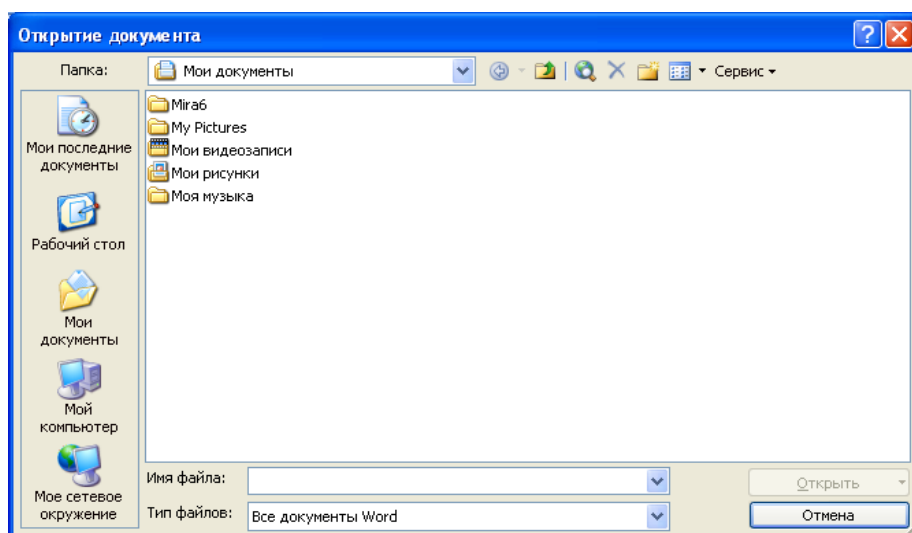 Открытие документа
Папка:
Мои документы
Сервис
Mira6
My Pictures
Мои видеозаписи
Мои рисунки
Моя музыка
Мои последние
документы
Рабочий стол
Мои
документы
Мой
компьютер
Мое сетевое
окружение
Имя файла:
Открыть
Тип файлов:
Все документы Word
Отмена